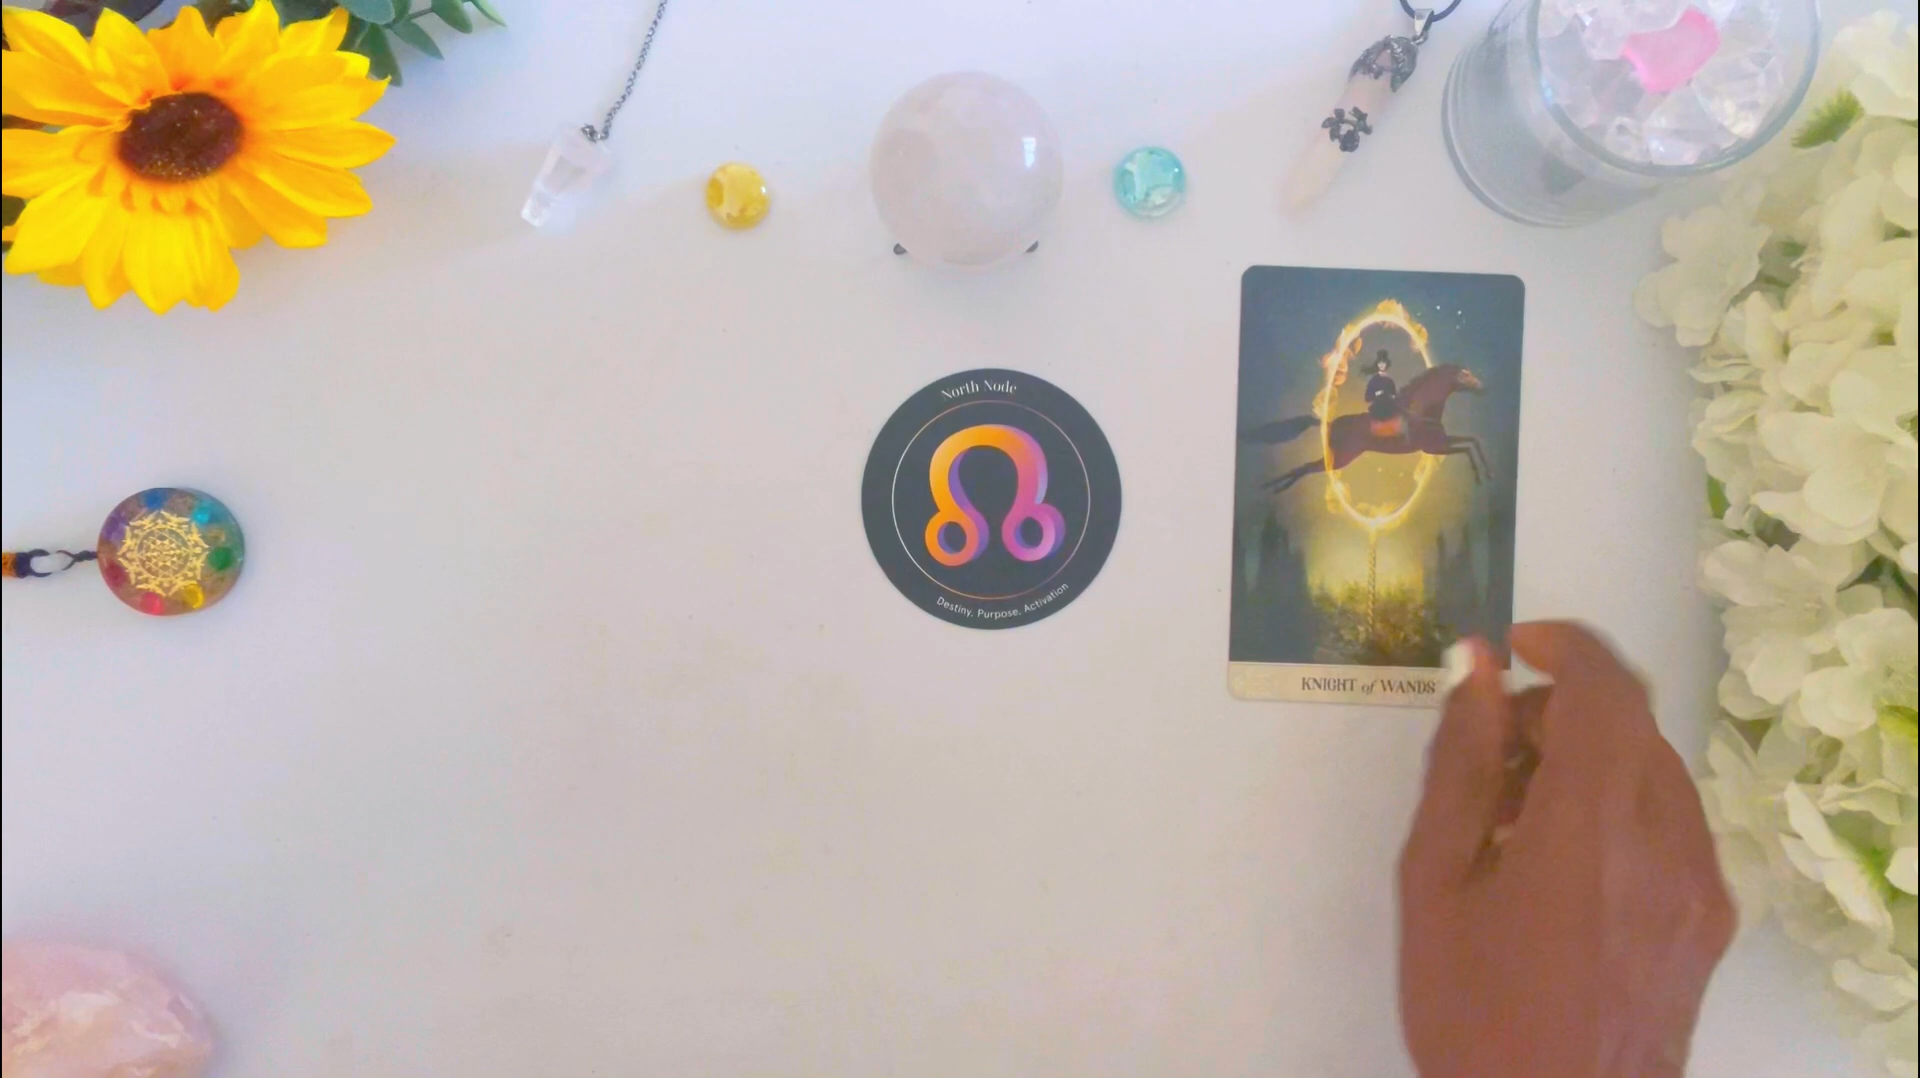 North Node
Destiny, Purpose, Activation
KNIGHT of WANDS